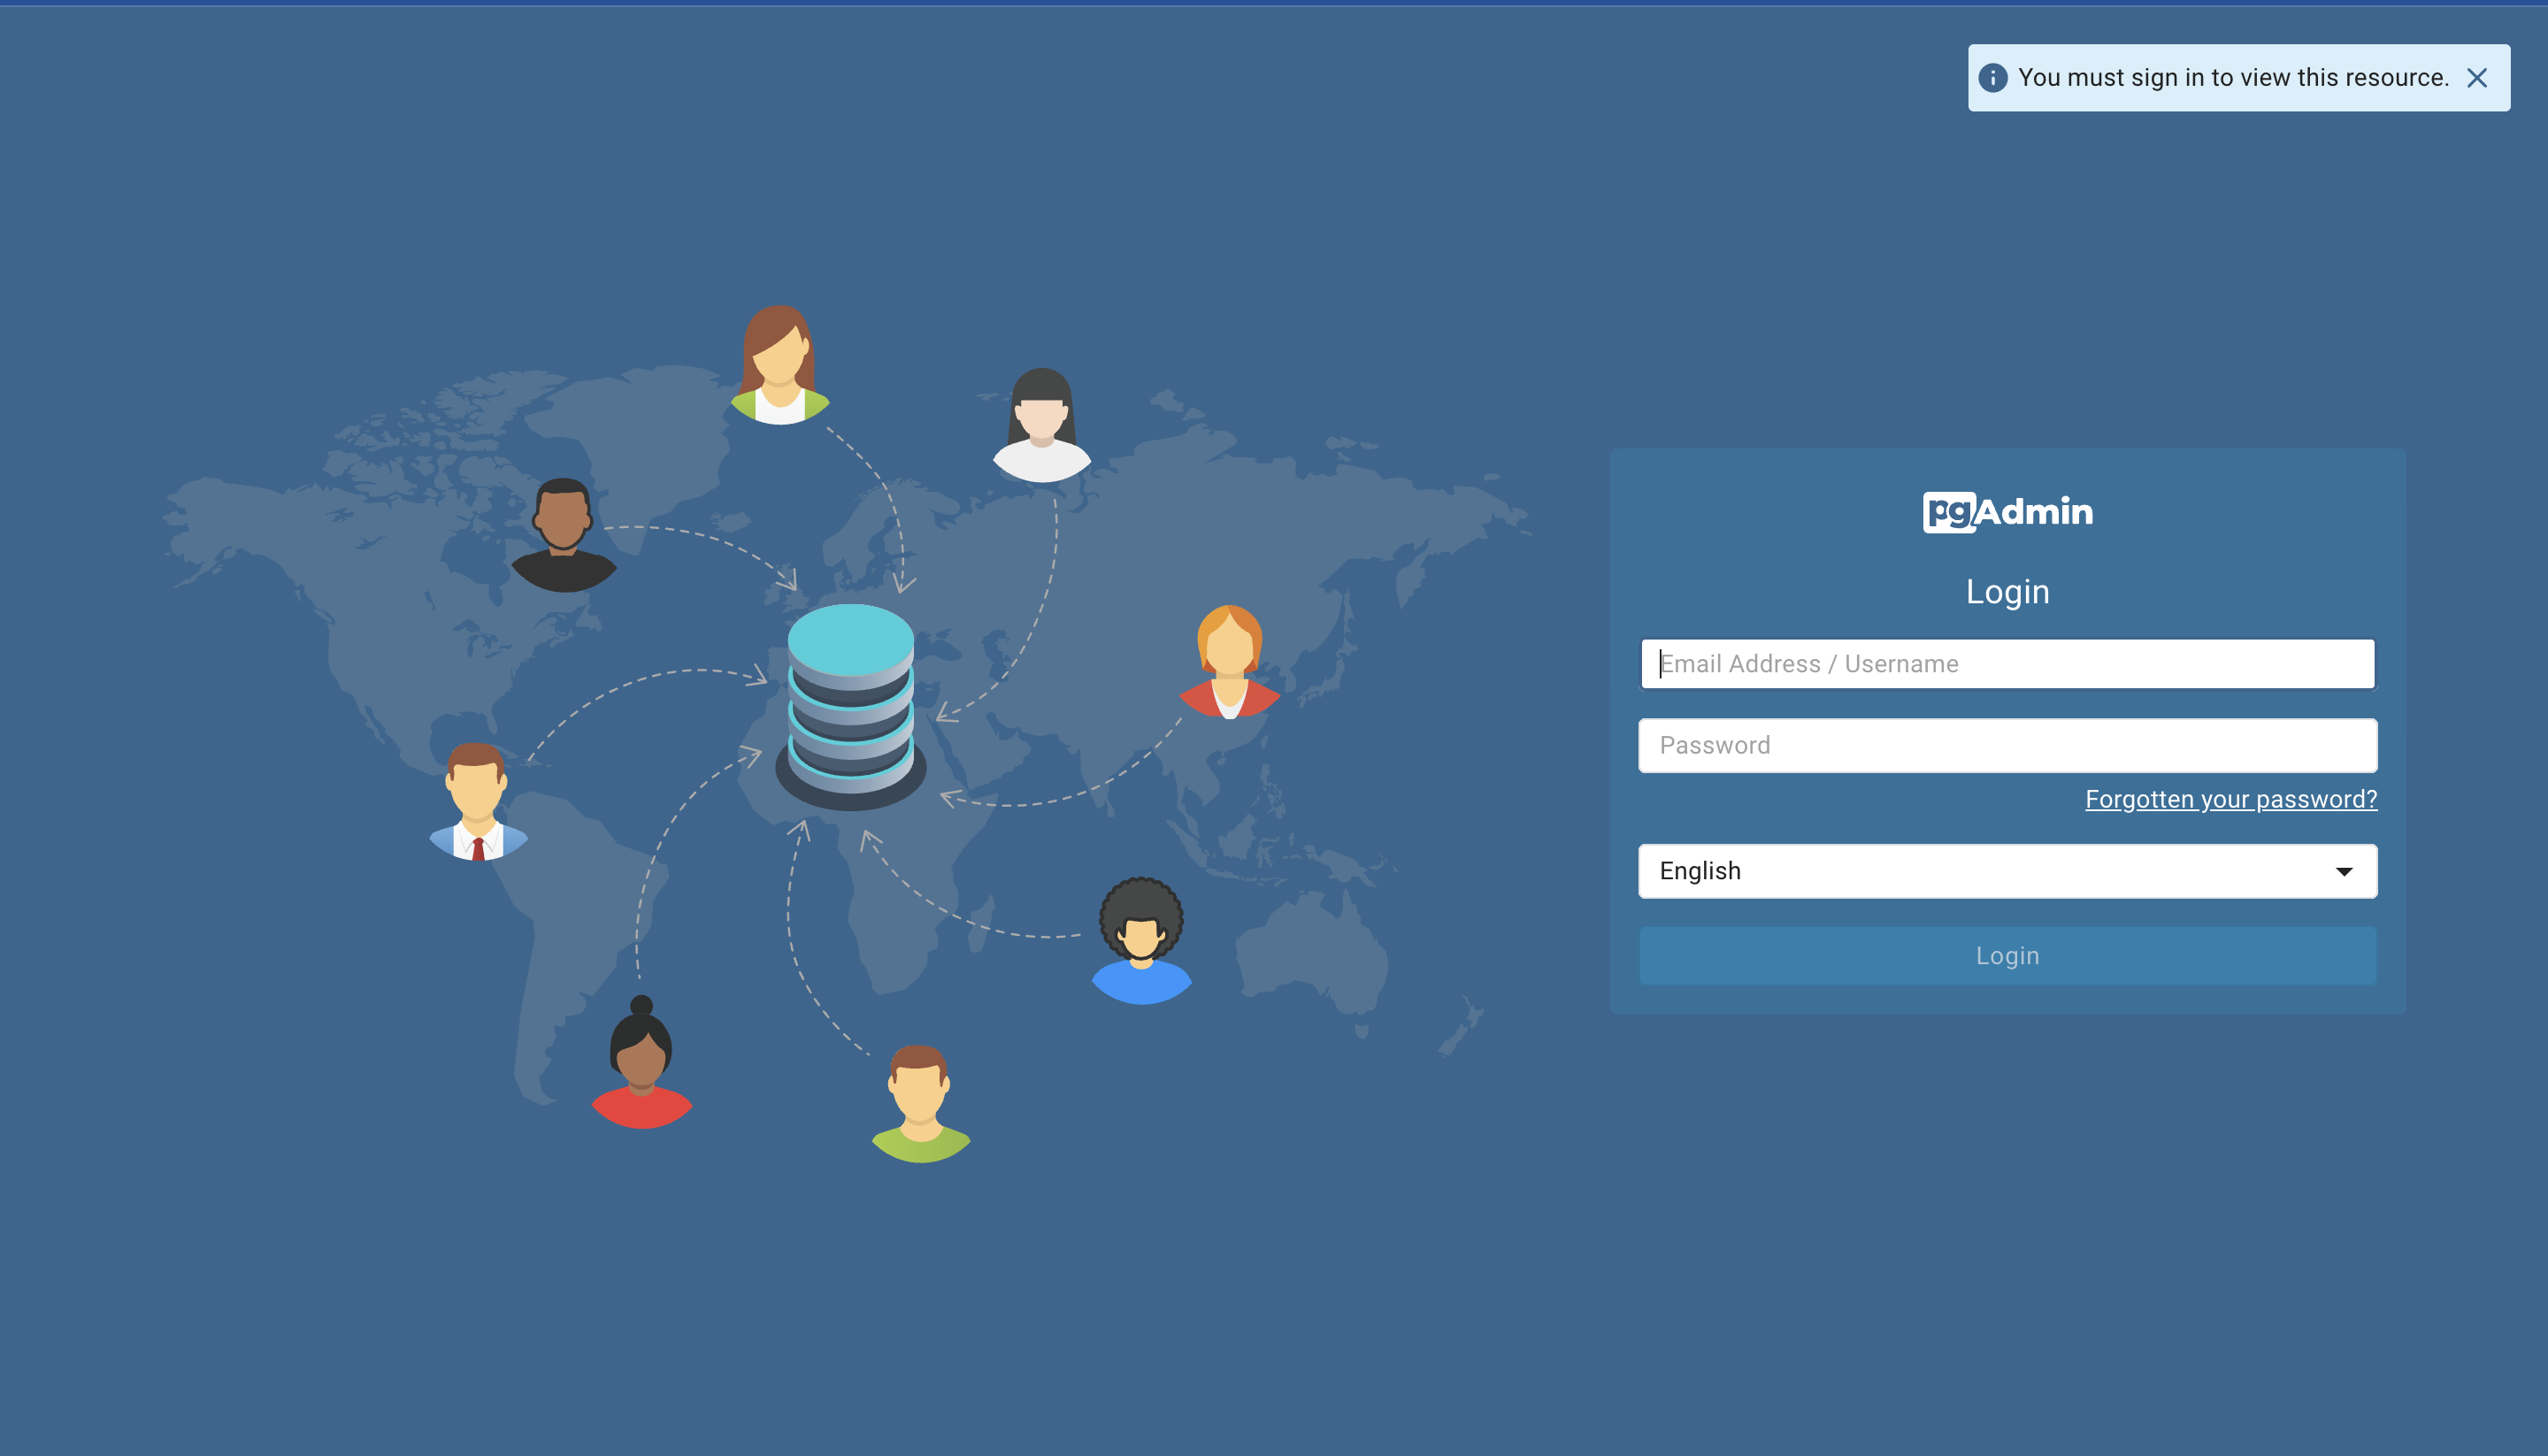 You must sign in to view this resource.
pgAdmin
Login
Email Address / Username
Password
Forgotten your password?
English
Login